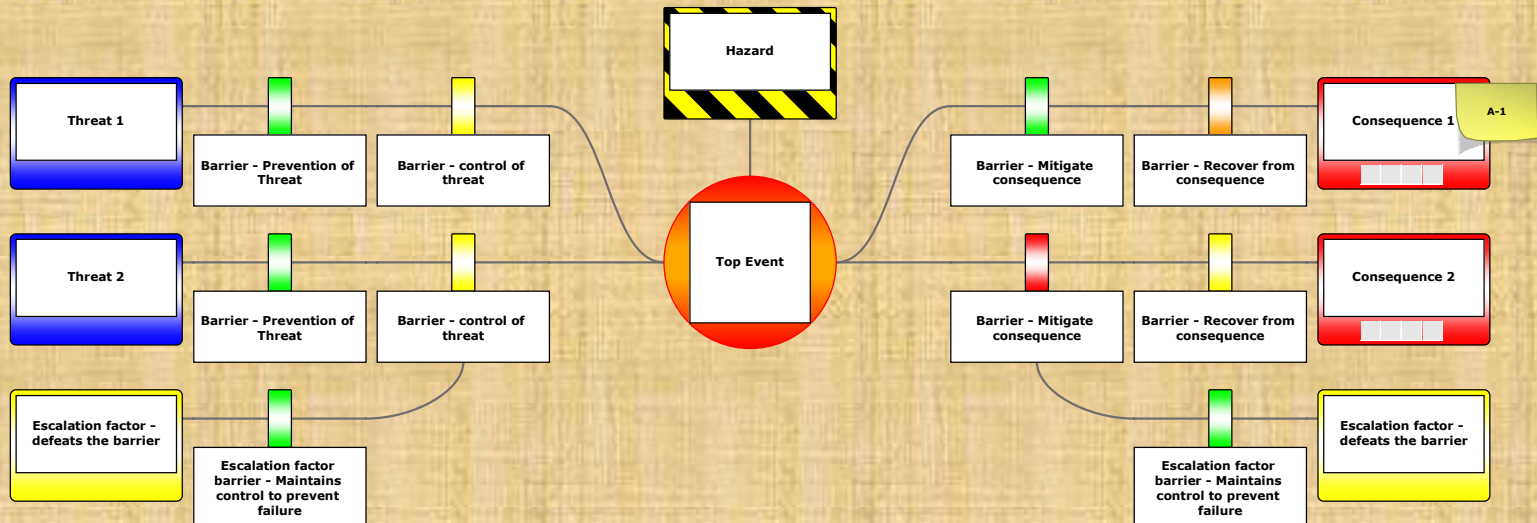 Hazard
Threat 1
Barrier - Prevention of
Threat
Barrier - control of
threat
Barrier - Mitigate
consequence
Barrier - Recover from
consequence
Consequence 1
A-1
Threat 2
Barrier - Prevention of
Threat
Barrier - control of
threat
Top Event
Barrier - Mitigate
consequence
Barrier - Recover from
consequence
Consequence 2
Escalation factor -
defeats the barrier
Escalation factor
barrier - Maintains
control to prevent
failure
Escalation factor
barrier - Maintains
control to prevent
failure
Escalation factor -
defeats the barrier